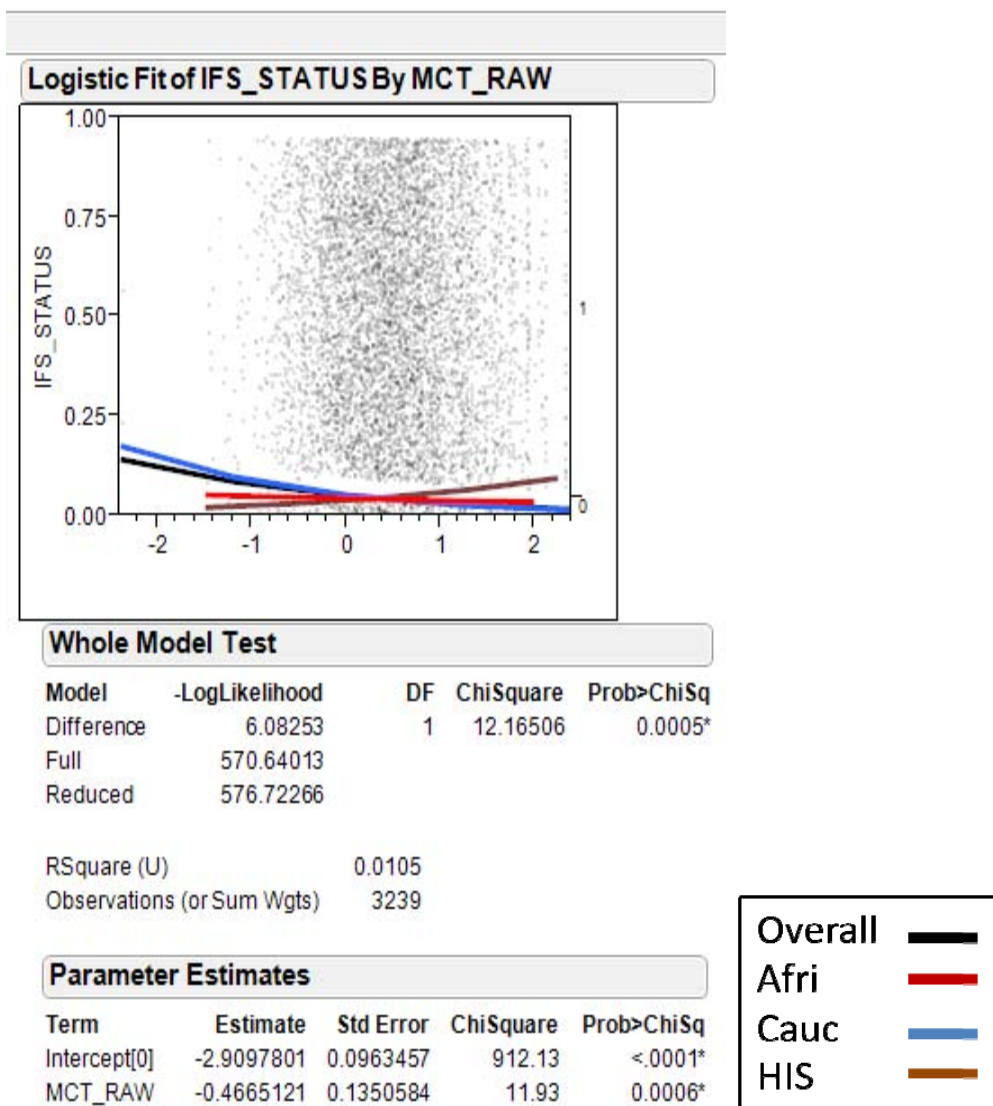 Logistic Fit of IFS_STATUS By MCT_RAW
1.00
0.75
0.50
0.25
0.00
IFS_STATUS
1
0
-2 -1 0 1 2
Whole Model Test
Model -LogLikelihood DF ChiSquare Prob>ChiSq
Difference 6.08253 1 12.16506 0.0005*
Full 570.64013
Reduced 576.72266
RSquare (U) 0.0105
Observations (or Sum Wgts) 3239
Parameter Estimates
Term Estimate Std Error ChiSquare Prob>ChiSq
Intercept[0] -2.9097801 0.0963457 912.13 <.0001*
MCT_RAW -0.4665121 0.1350584 11.93 0.0006*
Overall
Afri
Cauc
HIS